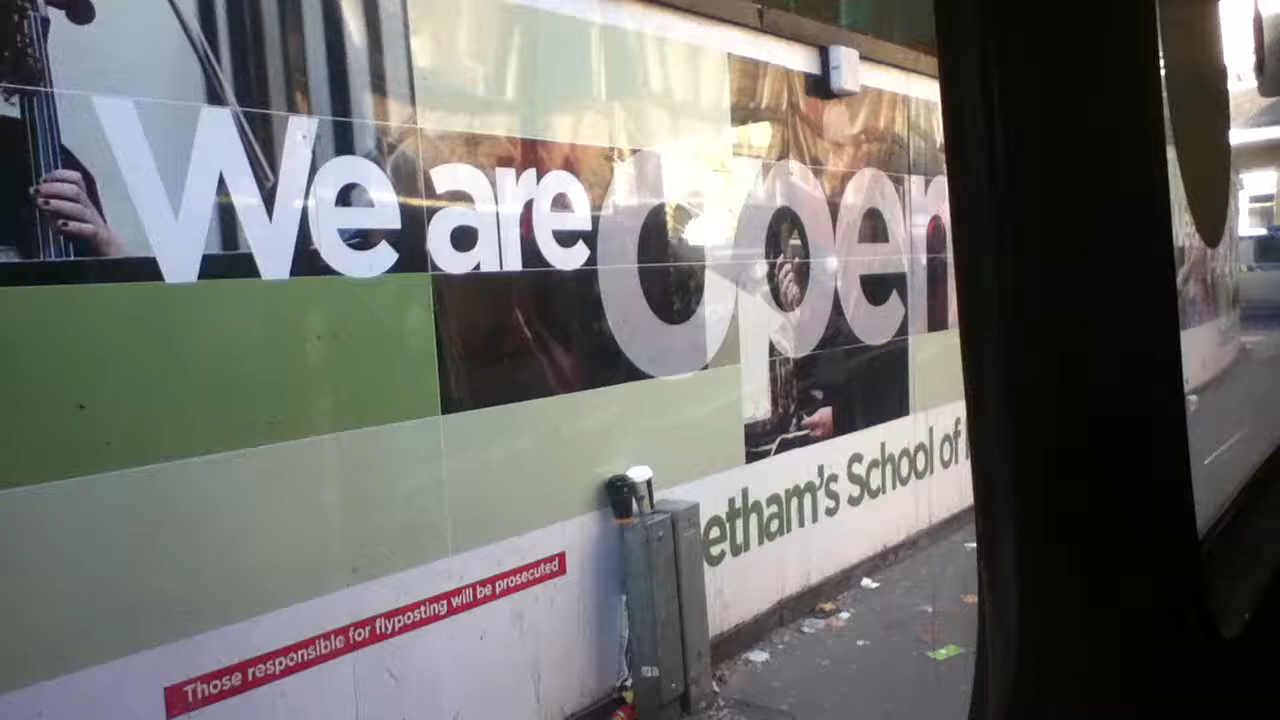 We are open
etham's School of
Those responsible for flyposting will be prosecuted